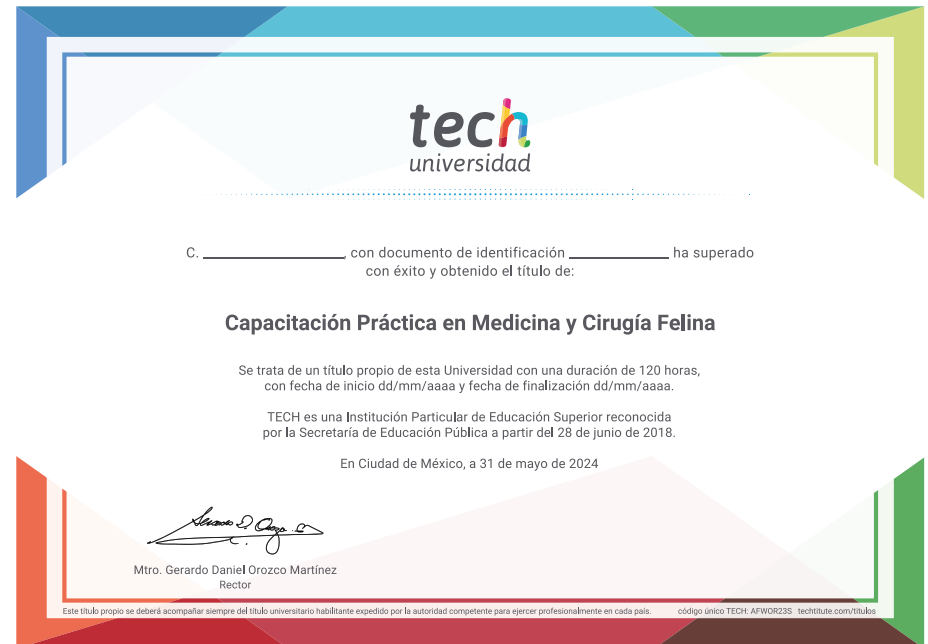 tech
universidad
C. ____________, con documento de identificación ____________ ha superado
con éxito y obtenido el título de:
Capacitación Práctica en Medicina y Cirugía Felina
Se trata de un título propio de esta Universidad con una duración de 120 horas,
con fecha de inicio dd/mm/aaaa y fecha de finalización dd/mm/aaaa.
TECH es una Institución Particular de Educación Superior reconocida
por la Secretaría de Educación Pública a partir del 28 de junio de 2018.
En Ciudad de México, a 31 de mayo de 2024
Mtro. Gerardo Daniel Orozco Martínez
Rector
Este título propio se deberá acompañar siempre del título universitario habilitante expedido por la autoridad competente para ejercer profesionalmente en cada país. código único TECH: AFWOR23S techtitute.com/titulos